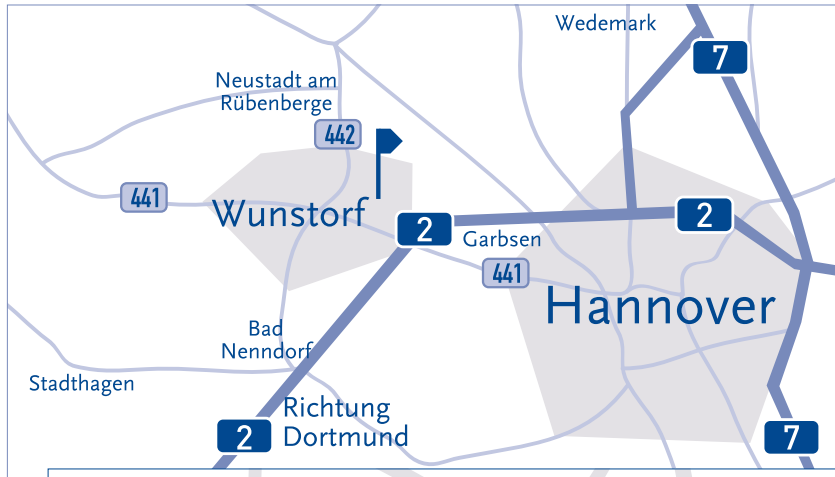 Wedemark
7
Neustadt am
Rübenberge
442
441
Wunstorf
2
2
Garbsen
441
Hannover
Bad
Nenndorf
Stadthagen
Richtung
Dortmund
2
7